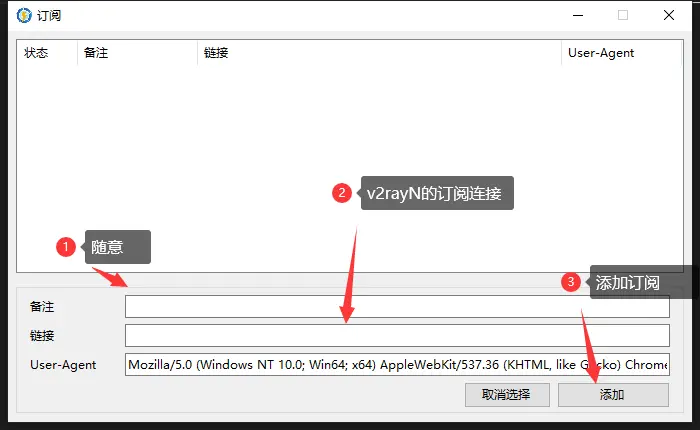 订阅
状态 备注 链接 User-Agent
2 v2rayN的订阅连接
1 随意
3 添加订阅
备注
链接
User-Agent Mozilla/5.0 (Windows NT 10.0; Win64; x64) AppleWebKit/537.36 (KHTML, like Gecko) Chrome
取消选择 添加